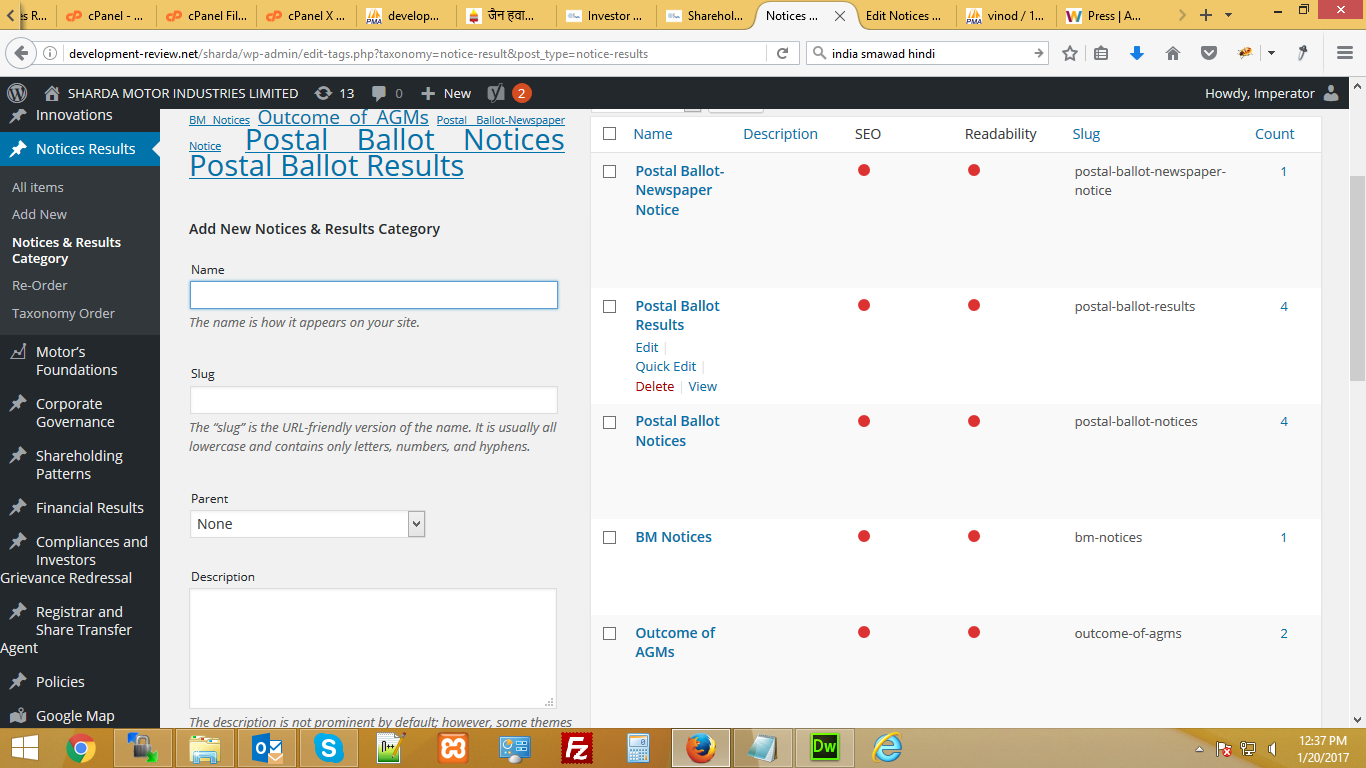 es R...
cPanel - ...
cPanel Fil...
cPanel X ...
develop...
जैन हवा...
Investor ...
Sharehol...
Notices ...
Edit Notices ...
vinod / 1...
Press | A...
development-review.net/sharda/wp-admin/edit-tags.php?taxonomy=notice-result&post_type=notice-results
india smawad hindi
SHARDA MOTOR INDUSTRIES LIMITED
13
0
New
2
Howdy, Imperator
Innovations
Notices Results
All items
Add New
Notices & Results
Category
Re-Order
Taxonomy Order
Motor's
Foundations
Corporate
Governance
Shareholding
Patterns
Financial Results
Compliances and
Investors
Grievance Redressal
Registrar and
Share Transfer
Agent
Policies
Google Map
BM Notices Outcome of AGMs Postal Ballot-Newspaper
Notice Postal Ballot Notices
Postal Ballot Results
Add New Notices & Results Category
Name
The name is how it appears on your site.
Slug
The “slug” is the URL-friendly version of the name. It is usually all
lowercase and contains only letters, numbers, and hyphens.
Parent
None
Description
The description is not prominent by default; however, some themes
Name Description SEO Readability Slug Count
Postal Ballot-
Newspaper
Notice
postal-ballot-newspaper-
notice
1
Postal Ballot
Results
Edit |
Quick Edit |
Delete | View
postal-ballot-results
4
Postal Ballot
Notices
postal-ballot-notices
4
BM Notices
bm-notices
1
Outcome of
AGMs
outcome-of-agms
2
12:37 PM
1/20/2017